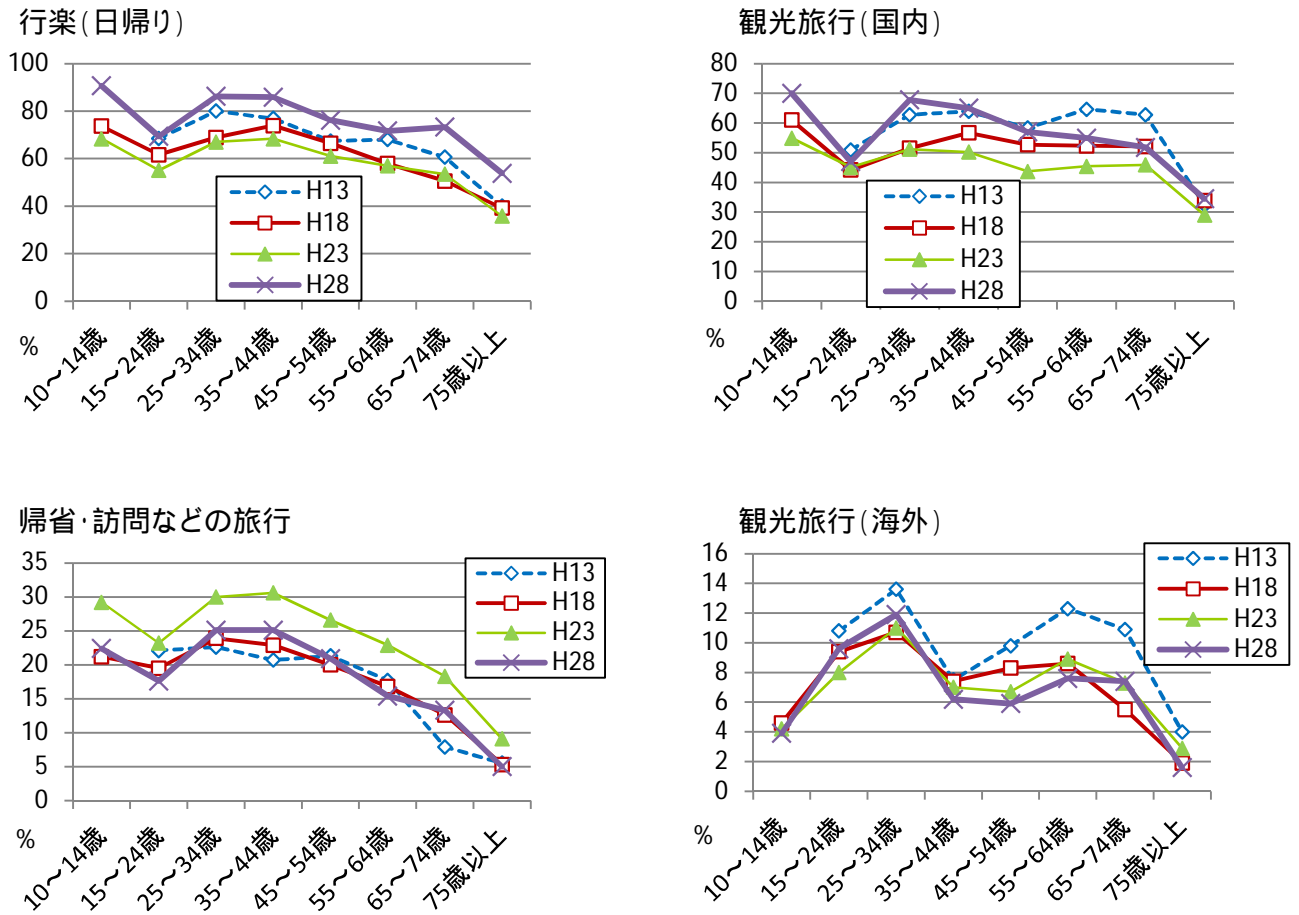 行楽(日帰り)
100
80
60
40
20
0
%
H13
H18
H23
H28
10～14歳
15～24歳
25～34歳
35～44歳
45～54歳
55～64歳
65～74歳
75歳以上
観光旅行(国内)
80
70
60
50
40
30
20
10
0
%
H13
H18
H23
H28
10～14歳
15～24歳
25～34歳
35～44歳
45～54歳
55～64歳
65～74歳
75歳以上
帰省･訪問などの旅行
35
30
25
20
15
10
5
0
%
H13
H18
H23
H28
10～14歳
15～24歳
25～34歳
35～44歳
45～54歳
55～64歳
65～74歳
75歳以上
観光旅行(海外)
16
14
12
10
8
6
4
2
0
%
H13
H18
H23
H28
10～14歳
15～24歳
25～34歳
35～44歳
45～54歳
55～64歳
65～74歳
75歳以上